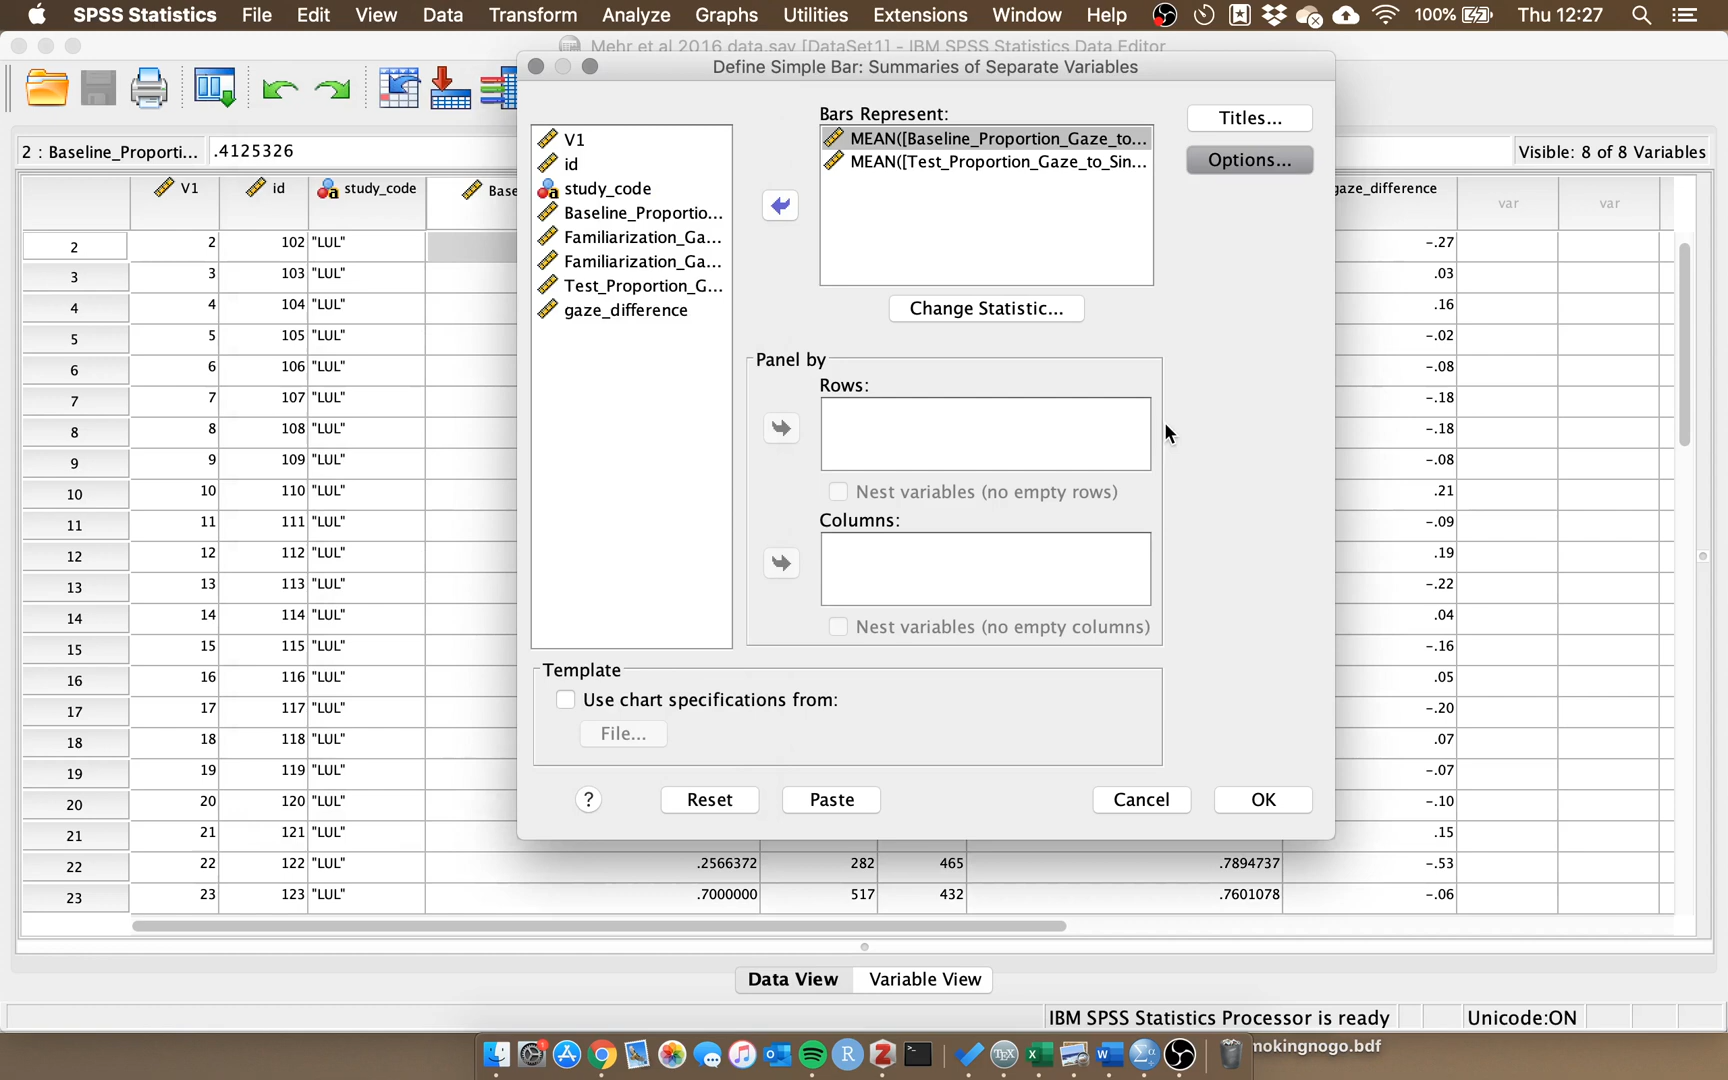 SPSS Statistics File Edit View Data Transform Analyze Graphs Utilities Extensions Window Help 100% Thu 12:27
Mehr et al 2016 data.sav [DataSet1] - IBM SPSS Statistics Data Editor
Define Simple Bar: Summaries of Separate Variables
2 : Baseline_Proporti... .4125326
Visible: 8 of 8 Variables
V1 id study_code Base gaze_difference var var
2 2 102 "LUL" -.27
3 3 103 "LUL" .03
4 4 104 "LUL" .16
5 5 105 "LUL" -.02
6 6 106 "LUL" -.08
7 7 107 "LUL" -.18
8 8 108 "LUL" -.18
9 9 109 "LUL" -.08
10 10 110 "LUL" .21
11 11 111 "LUL" -.09
12 12 112 "LUL" .19
13 13 113 "LUL" -.22
14 14 114 "LUL" .04
15 15 115 "LUL" -.16
16 16 116 "LUL" .05
17 17 117 "LUL" -.20
18 18 118 "LUL" .07
19 19 119 "LUL" -.07
20 20 120 "LUL" -.10
21 21 121 "LUL" .15
22 22 122 "LUL" .2566372 282 465 .7894737 -.53
23 23 123 "LUL" .7000000 517 432 .7601078 -.06
V1
id
study_code
Baseline_Proportio...
Familiarization_Ga...
Familiarization_Ga...
Test_Proportion_G...
gaze_difference
Bars Represent:
MEAN([Baseline_Proportion_Gaze_to...
MEAN([Test_Proportion_Gaze_to_Sin...
Titles...
Options...
Change Statistic...
Panel by
Rows:
Nest variables (no empty rows)
Columns:
Nest variables (no empty columns)
Template
Use chart specifications from:
File...
? Reset Paste Cancel OK
Data View Variable View
IBM SPSS Statistics Processor is ready Unicode:ON
mokingnogo.bdf